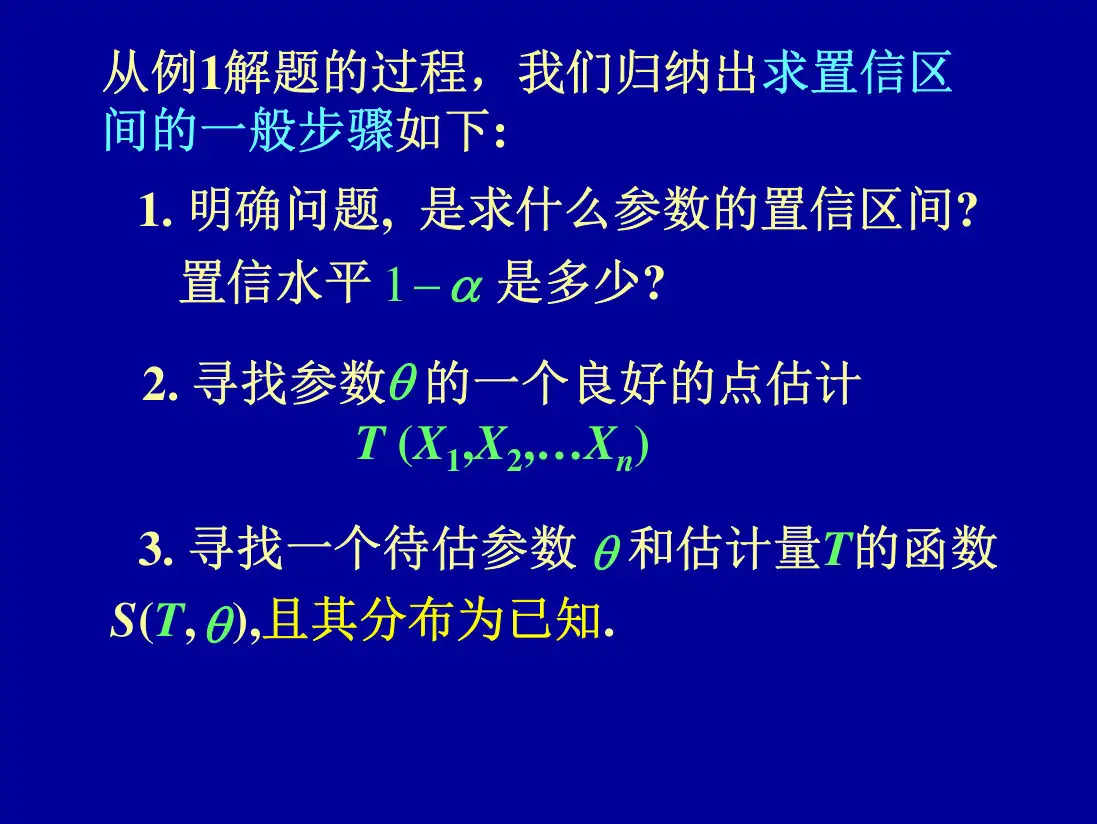 从例1解题的过程，我们归纳出求置信区
间的一般步骤如下:
1. 明确问题, 是求什么参数的置信区间?
置信水平 1−α 是多少?
2. 寻找参数θ 的一个良好的点估计
T (X₁,X₂,…Xₙ)
3. 寻找一个待估参数 θ 和估计量T的函数
S(T, θ),且其分布为已知.